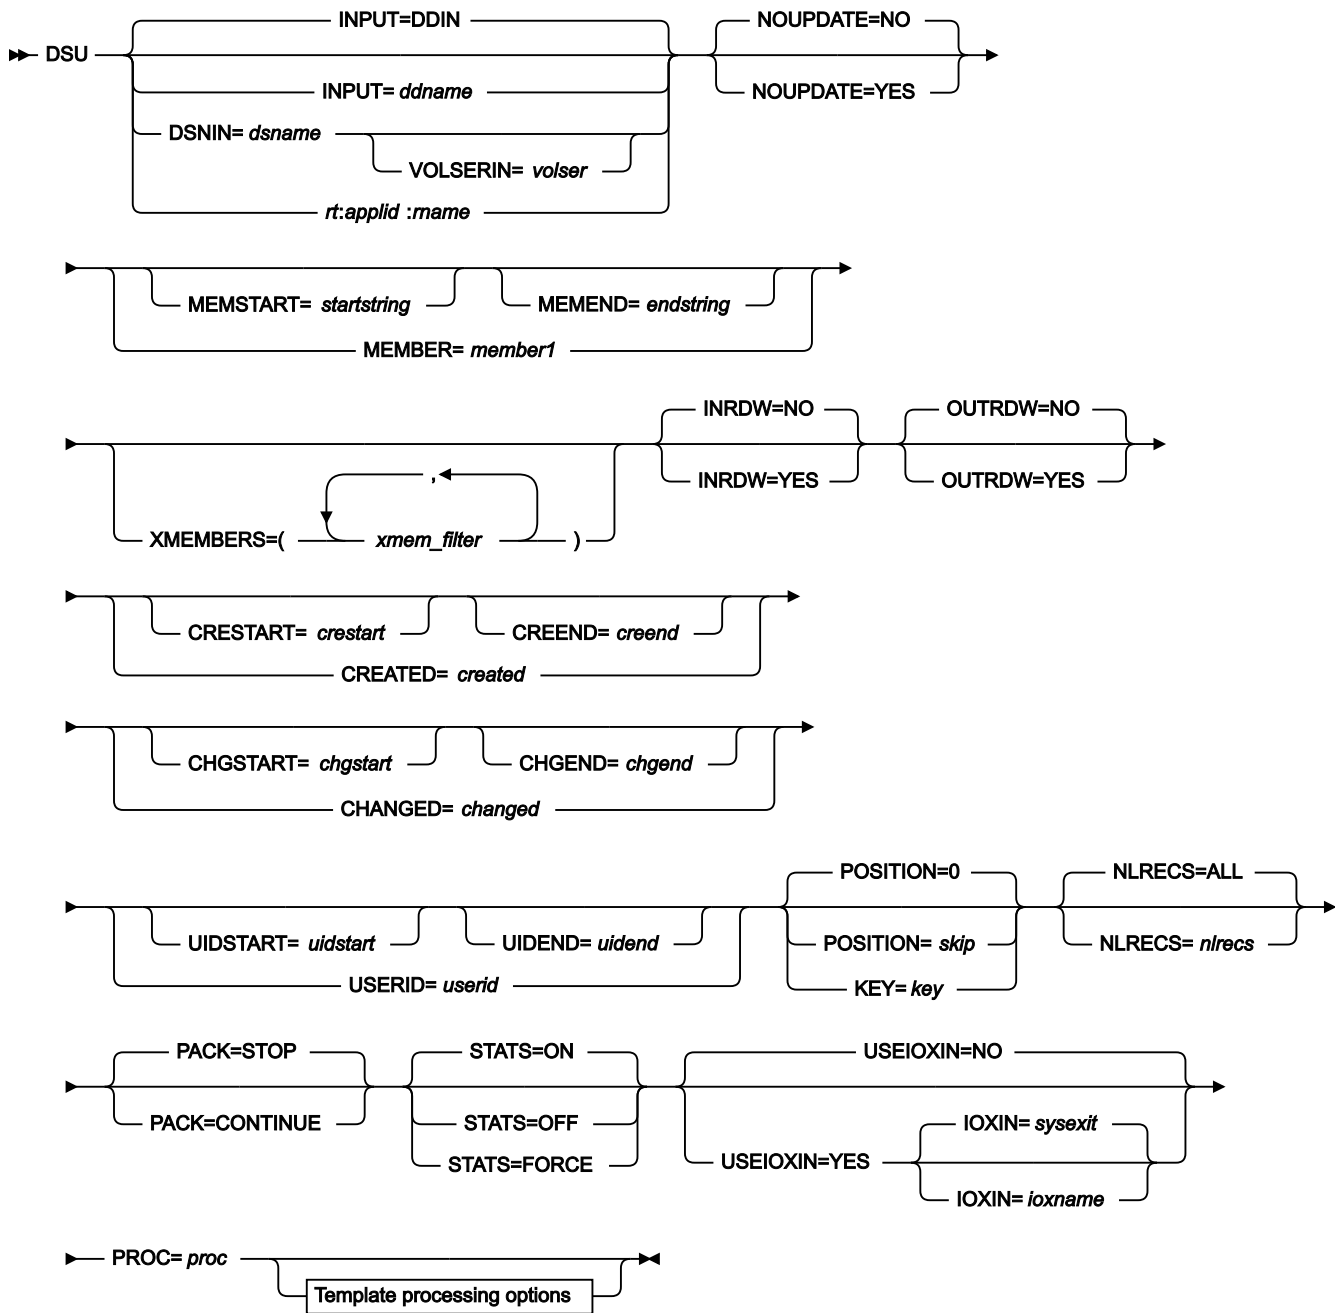 INPUT=DDIN NOUPDATE=NO
DSU
INPUT= ddname NOUPDATE=YES
DSNIN= dsname
VOLSERIN= volser
rt:applid :rname
MEMSTART= startstring MEMEND= endstring
MEMBER= member1
INRDW=NO OUTRDW=NO
, INRDW=YES OUTRDW=YES
XMEMBERS=( xmem_filter )
CRESTART= crestart CREEND= creend
CREATED= created
CHGSTART= chgstart CHGEND= chgend
CHANGED= changed
POSITION=0 NLRECS=ALL
UIDSTART= uidstart UIDEND= uidend POSITION= skip NLRECS= nlrecs
USERID= userid KEY= key
PACK=STOP STATS=ON USEIOXIN=NO
PACK=CONTINUE STATS=OFF IOXIN= sysexit
STATS=FORCE USEIOXIN=YES
IOXIN= ioxname
PROC= proc
Template processing options